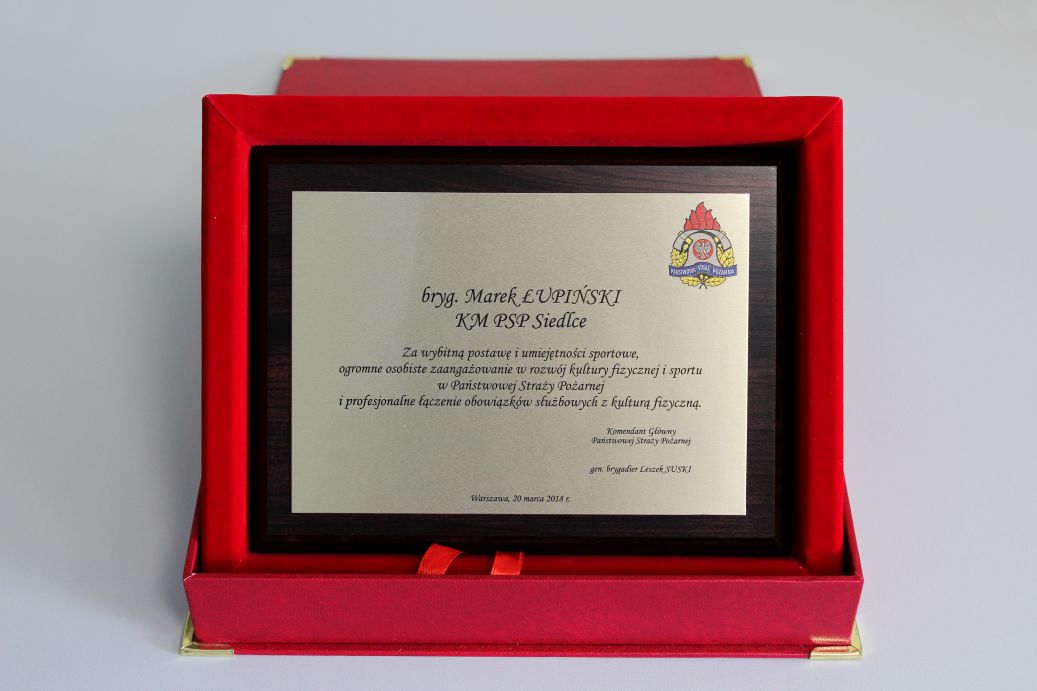 PAŃSTWOWA STRAŻ POŻARNA
bryg. Marek ŁUPIŃSKI
KM PSP Siedlce
Za wybitną postawę i umiejętności sportowe,
ogromne osobiste zaangażowanie w rozwój kultury fizycznej i sportu
w Państwowej Straży Pożarnej
i profesjonalne łączenie obowiązków służbowych z kulturą fizyczną.
Komendant Główny
Państwowej Straży Pożarnej
gen. brygadier Leszek SUSKI
Warszawa, 20 marca 2018 r.